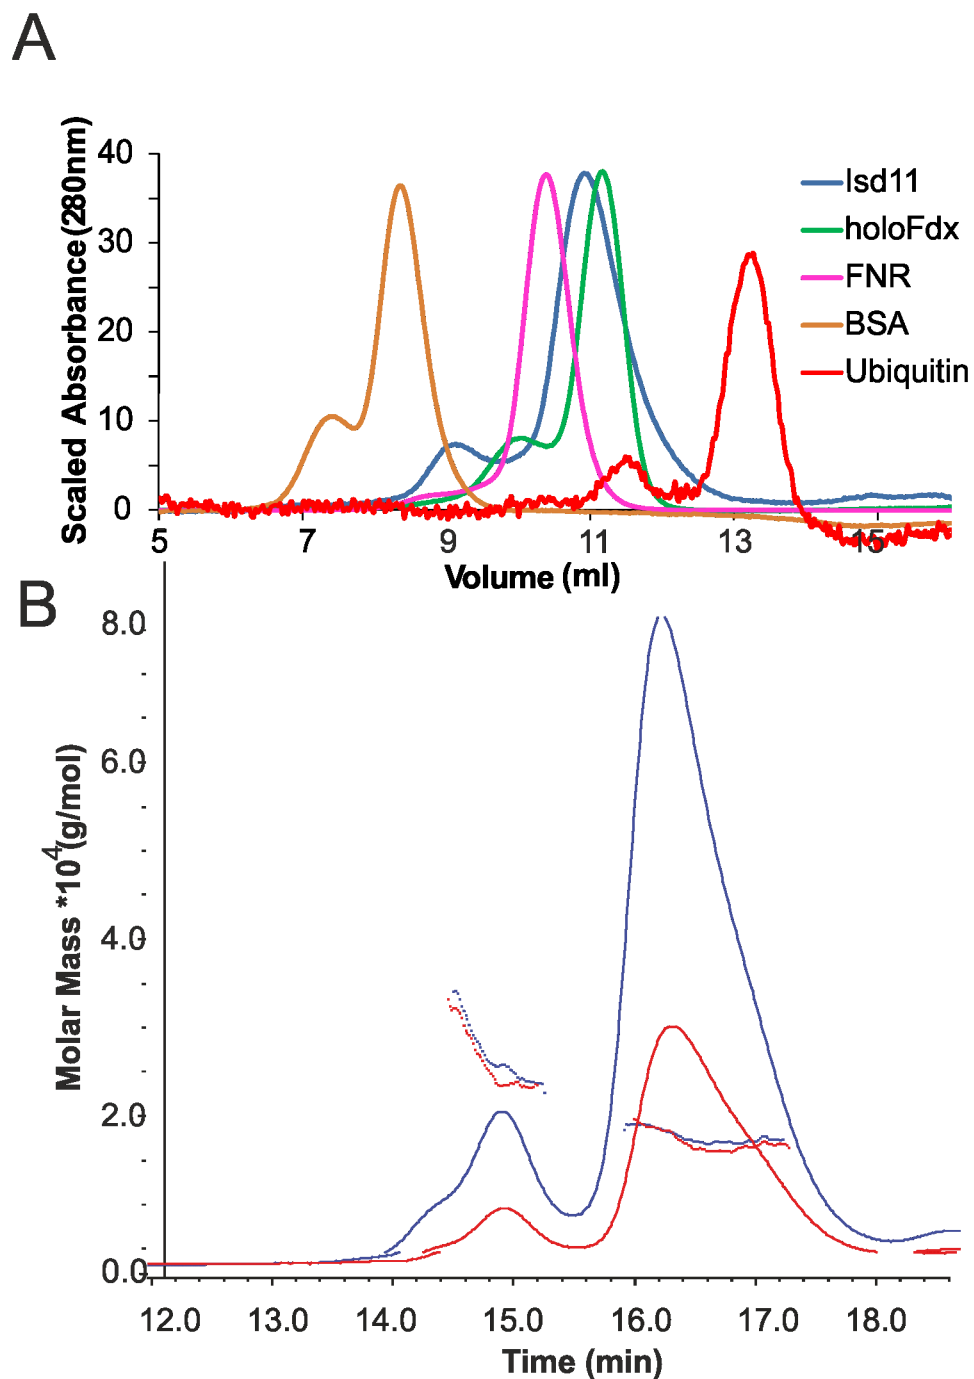 A
Scaled Absorbance (280nm)
40
30
20
10
0
5 7 9 11 13 15
Volume (ml)
Isd11
holoFdx
FNR
BSA
Ubiquitin
B
Molar Mass *10^4 (g/mol)
8.0
6.0
4.0
2.0
0.0
12.0 13.0 14.0 15.0 16.0 17.0 18.0
Time (min)